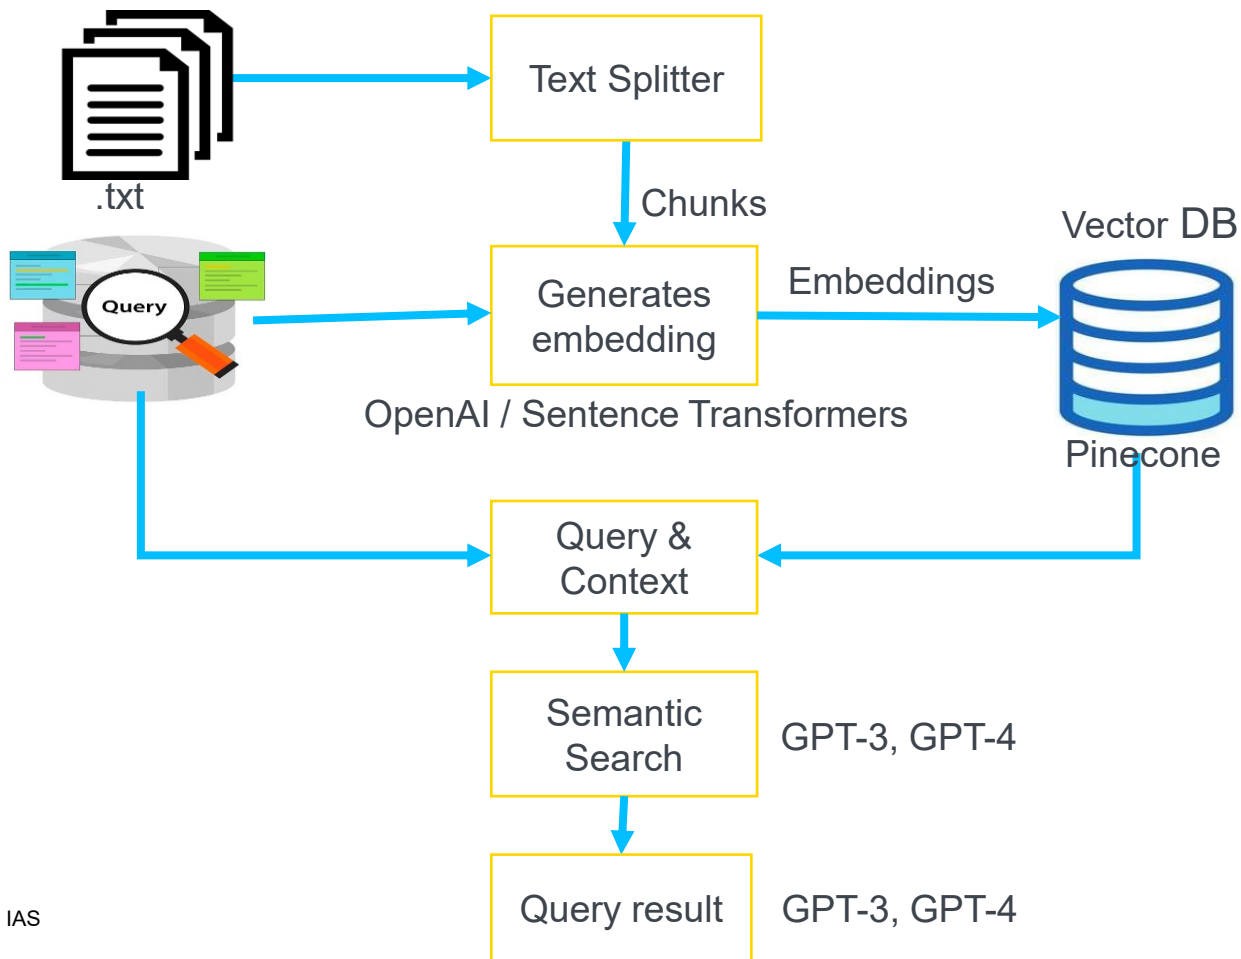 Text Splitter
.txt
Chunks
Vector DB
Query
Generates
embedding
Embeddings
OpenAI / Sentence Transformers
Pinecone
Query &
Context
Semantic
Search
GPT-3, GPT-4
Query result
GPT-3, GPT-4
IAS